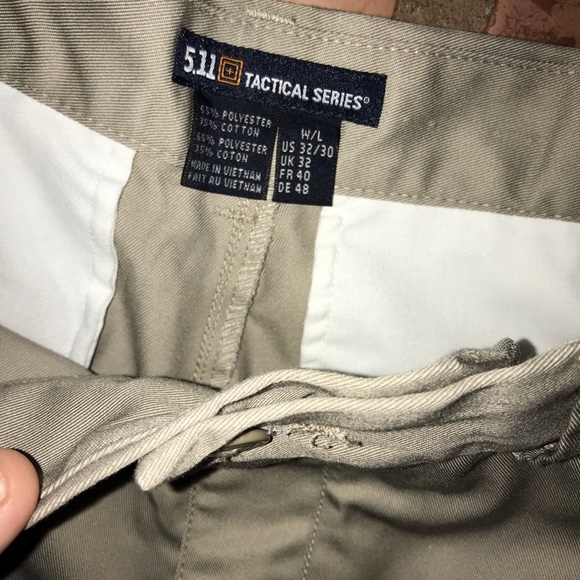 5.11 TACTICAL SERIES®
65% POLYESTER
35% COTTON
65% POLYESTER
35% COTON
MADE IN VIETNAM
FAIT AU VIETNAM
W/L
US 32/30
UK 32
FR 40
DE 48